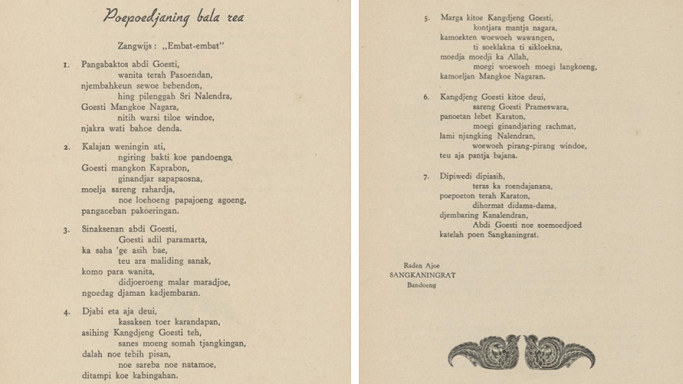 Poepoedjaning bala rea
Zangwijs: „Embat-embat"
1. Pangabaktos abdi Goesti,
wanita terah Pasoendan,
njembahkeun sewoe bebendon,
hing pilenggah Sri Nalendra,
Goesti Mangkoe Nagara,
nitih warsi tiloe windoe,
njakra wati bahoe denda.
2. Kalajan weningin ati,
ngiring bakti koe pandoenga,
Goesti mangkon Kaprabon,
ginandjar sapapaosna,
moelja sareng rahardja,
noe loehoeng papajoeng agoeng,
pangaoeban pakoeringan.
3. Sinaksenan abdi Goesti,
Goesti adil paramarta,
ka saha 'ge asih bae,
teu ara maliding sanak,
komo para wanita,
didjoeroeng malar maradjoe,
ngoedag djaman kadjembaran.
4. Djabi eta aja deui,
kasaksen toer karandapan,
asihing Kangdjeng Goesti teh,
sanes moeng somah tjangkingan,
dalah noe tebih pisan,
noe sareba noe natamoe,
ditampi koe kabingahan.
5. Marga kitoe Kangdjeng Goesti,
kontjara mantja nagara,
kamoekten woewoeh wawangen,
ti soeklakna ti sikloekna,
moedja moedji ka Allah,
moegi woewoeh moegi langkoeng,
kamoeljan Mangkoe Nagaran.
6. Kangdjeng Goesti kitoe deui,
sareng Goesti Prameswara,
panoetan lebet Karaton,
moegi ginandjaring rachmat,
lami njangking Nalendran,
woewoeh pirang-pirang windoe,
teu aja pantja bajana.
7. Dipiwedi dipiasih,
teras ka roendajanana,
poepoeton terah Karaton,
dihormat didama-dama,
djembaring Kanalendran,
Abdi Goesti noe soemoedjoed
katelah poen Sangkaningrat.
Raden Ajoe
SANGKANINGRAT
Bandoeng